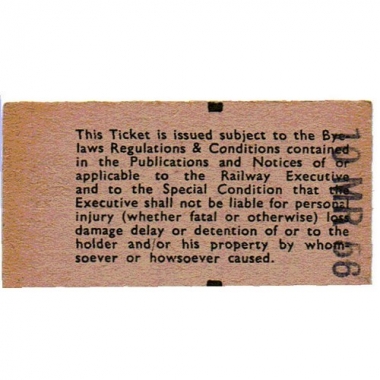 This Ticket is issued subject to the Bye-
laws Regulations & Conditions contained
in the Publications and Notices of or
applicable to the Railway Executive
and to the Special Condition that the
Executive shall not be liable for personal
injury (whether fatal or otherwise) loss
damage delay or detention of or to the
holder and/or his property by whom-
soever or howsoever caused.
10 MR 56